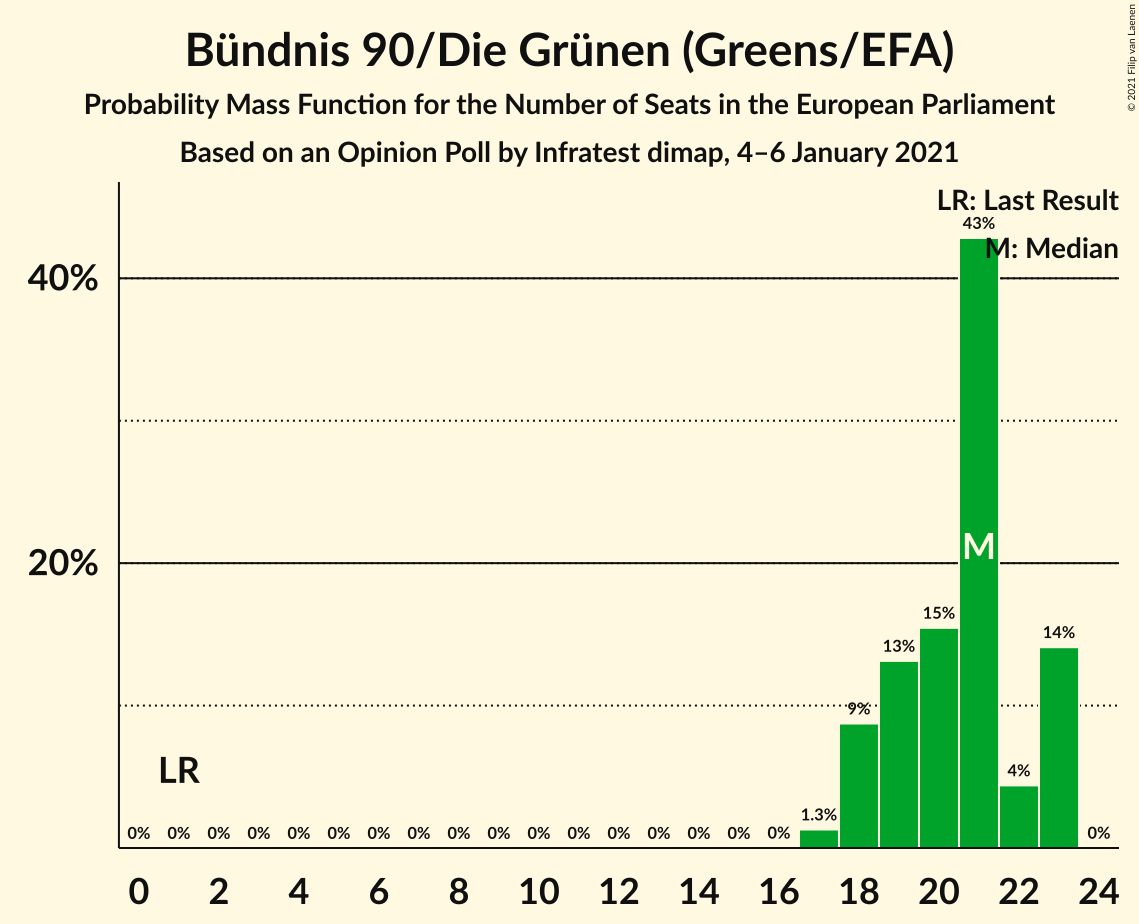 Bündnis 90/Die Grünen (Greens/EFA)
Probability Mass Function for the Number of Seats in the European Parliament
Based on an Opinion Poll by Infratest dimap, 4–6 January 2021
© 2021 Filip van Laenen
LR: Last Result
43%
M: Median
40%
M
20%
15%
14%
13%
9%
LR
4%
1.3%
0% 0% 0% 0% 0% 0% 0% 0% 0% 0% 0% 0% 0% 0% 0% 0% 0% 0%
0 2 4 6 8 10 12 14 16 18 20 22 24